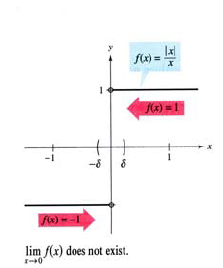 y
f(x) = |x|/x
1
f(x) = 1
x
-1
-δ
δ
1
f(x) = -1
lim f(x) does not exist.
x→0